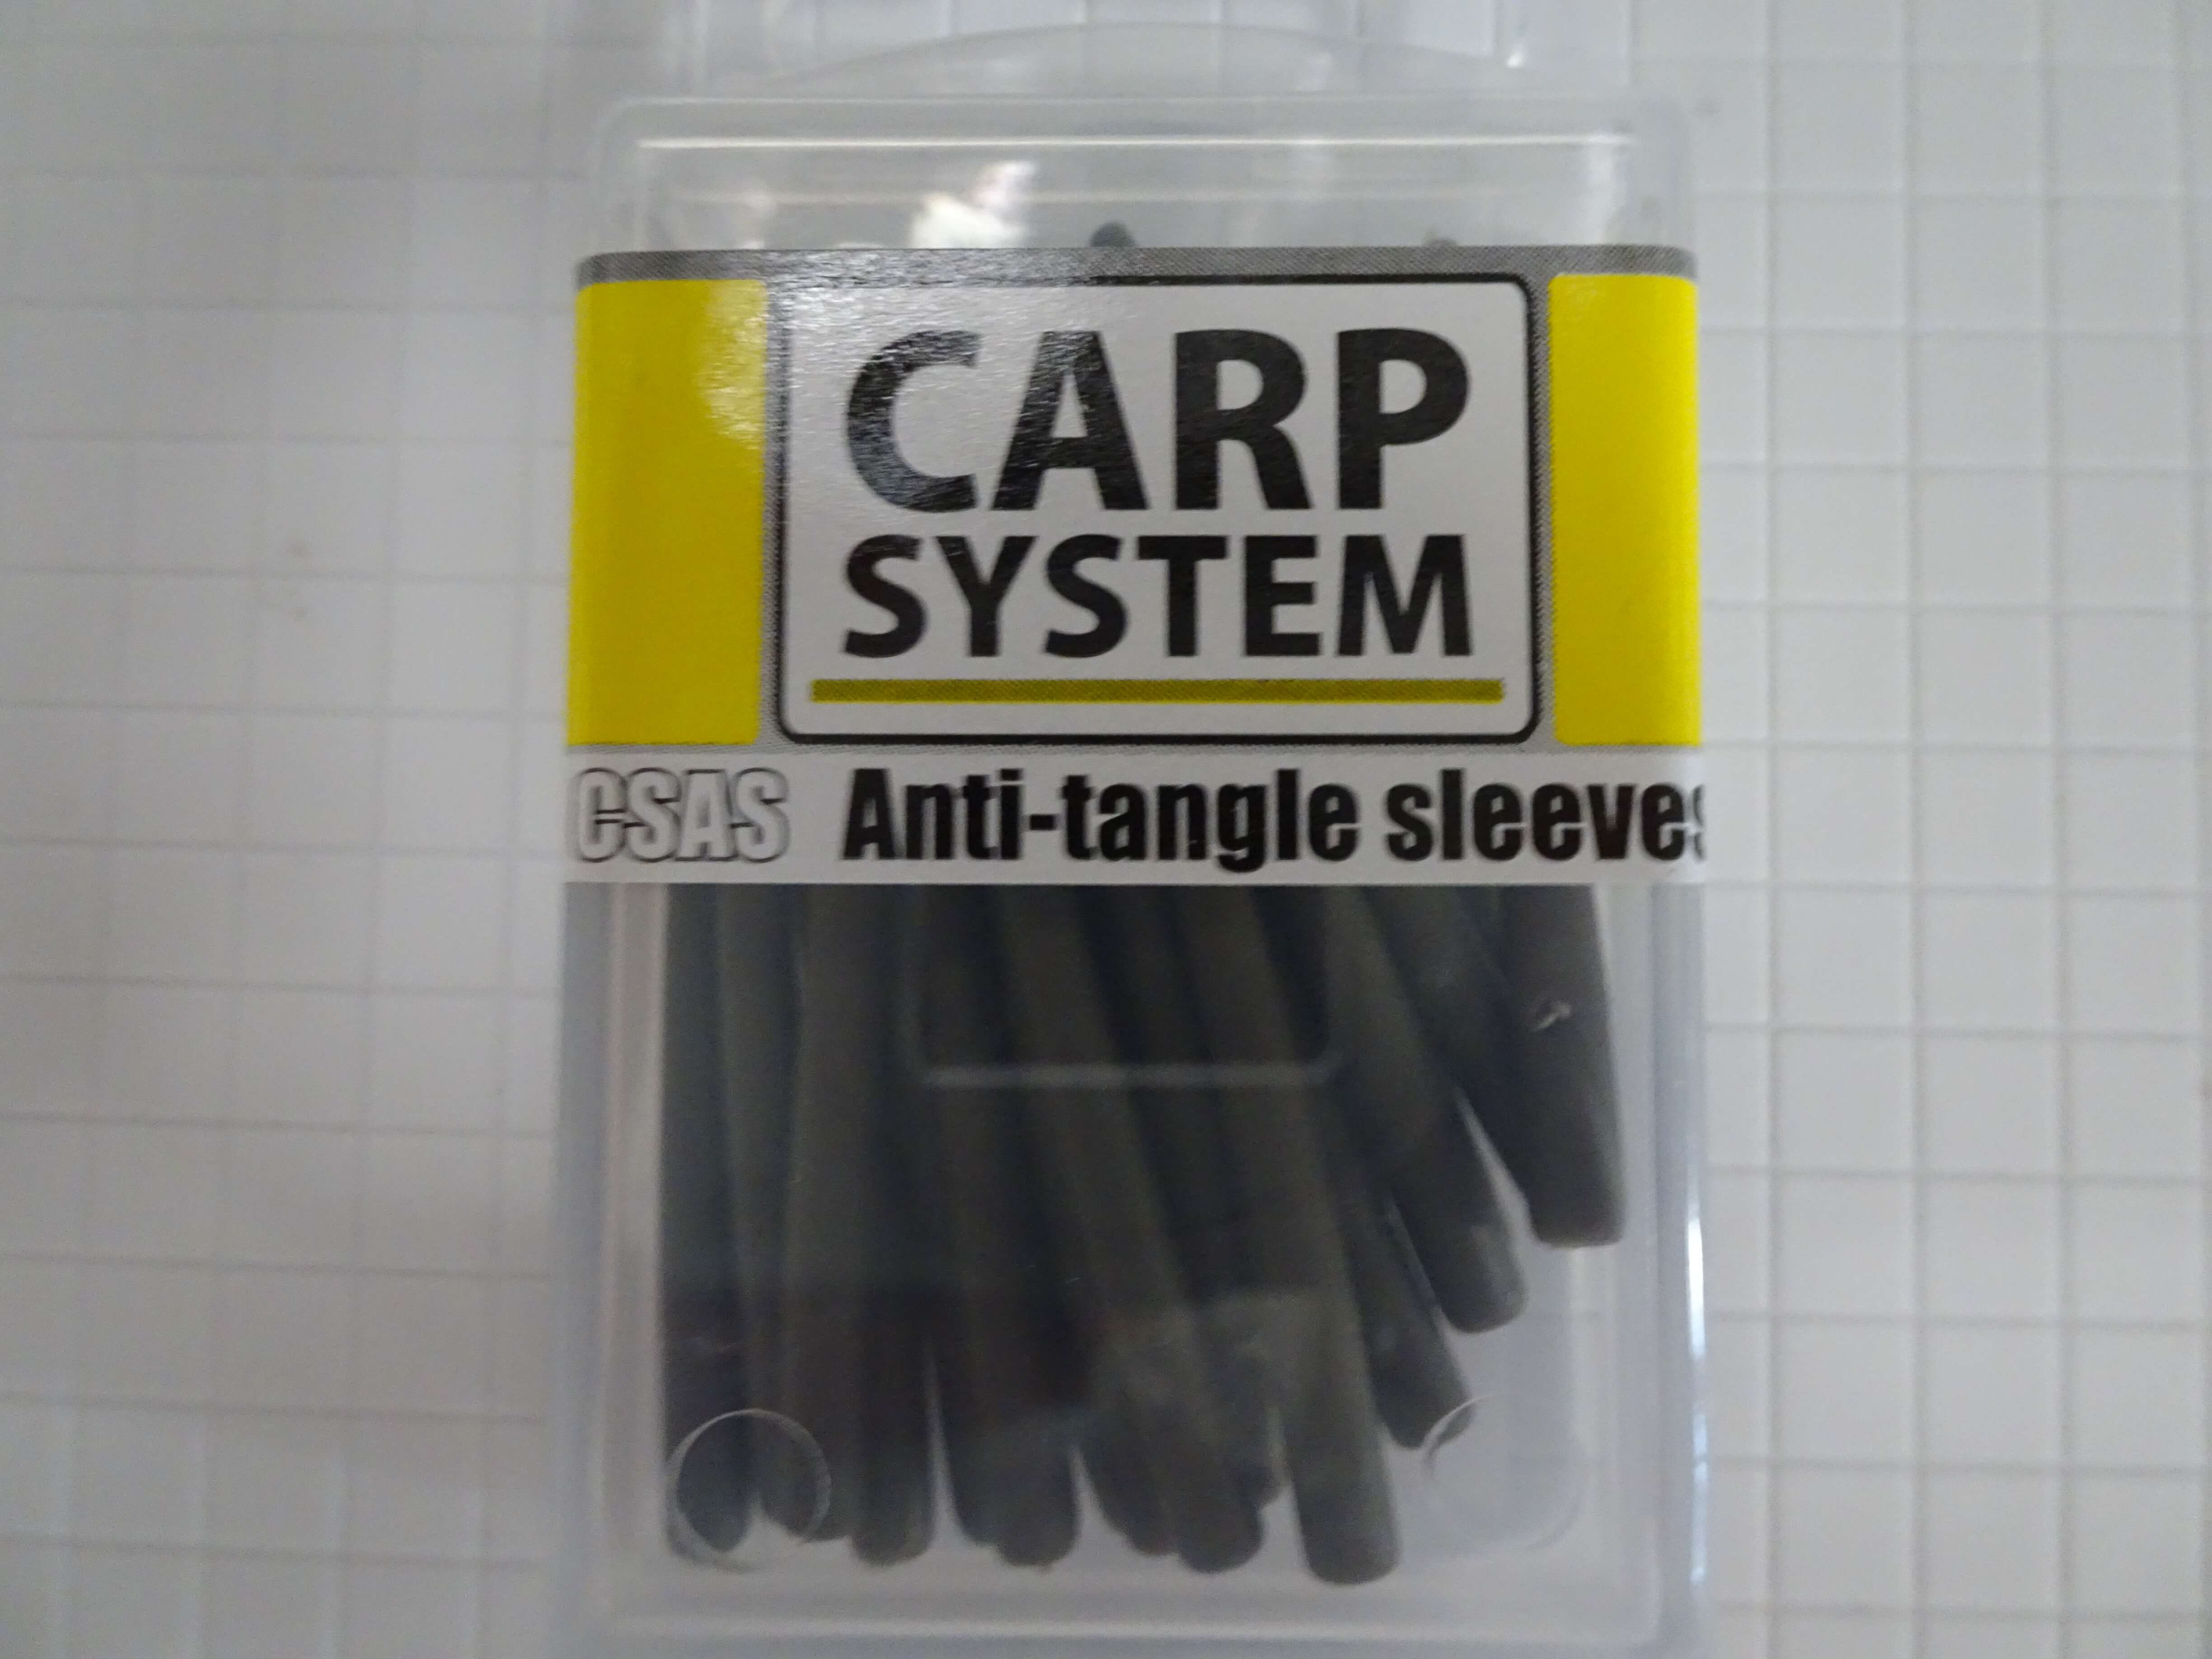 CARP
SYSTEM
CSAS Anti-tangle sleeves